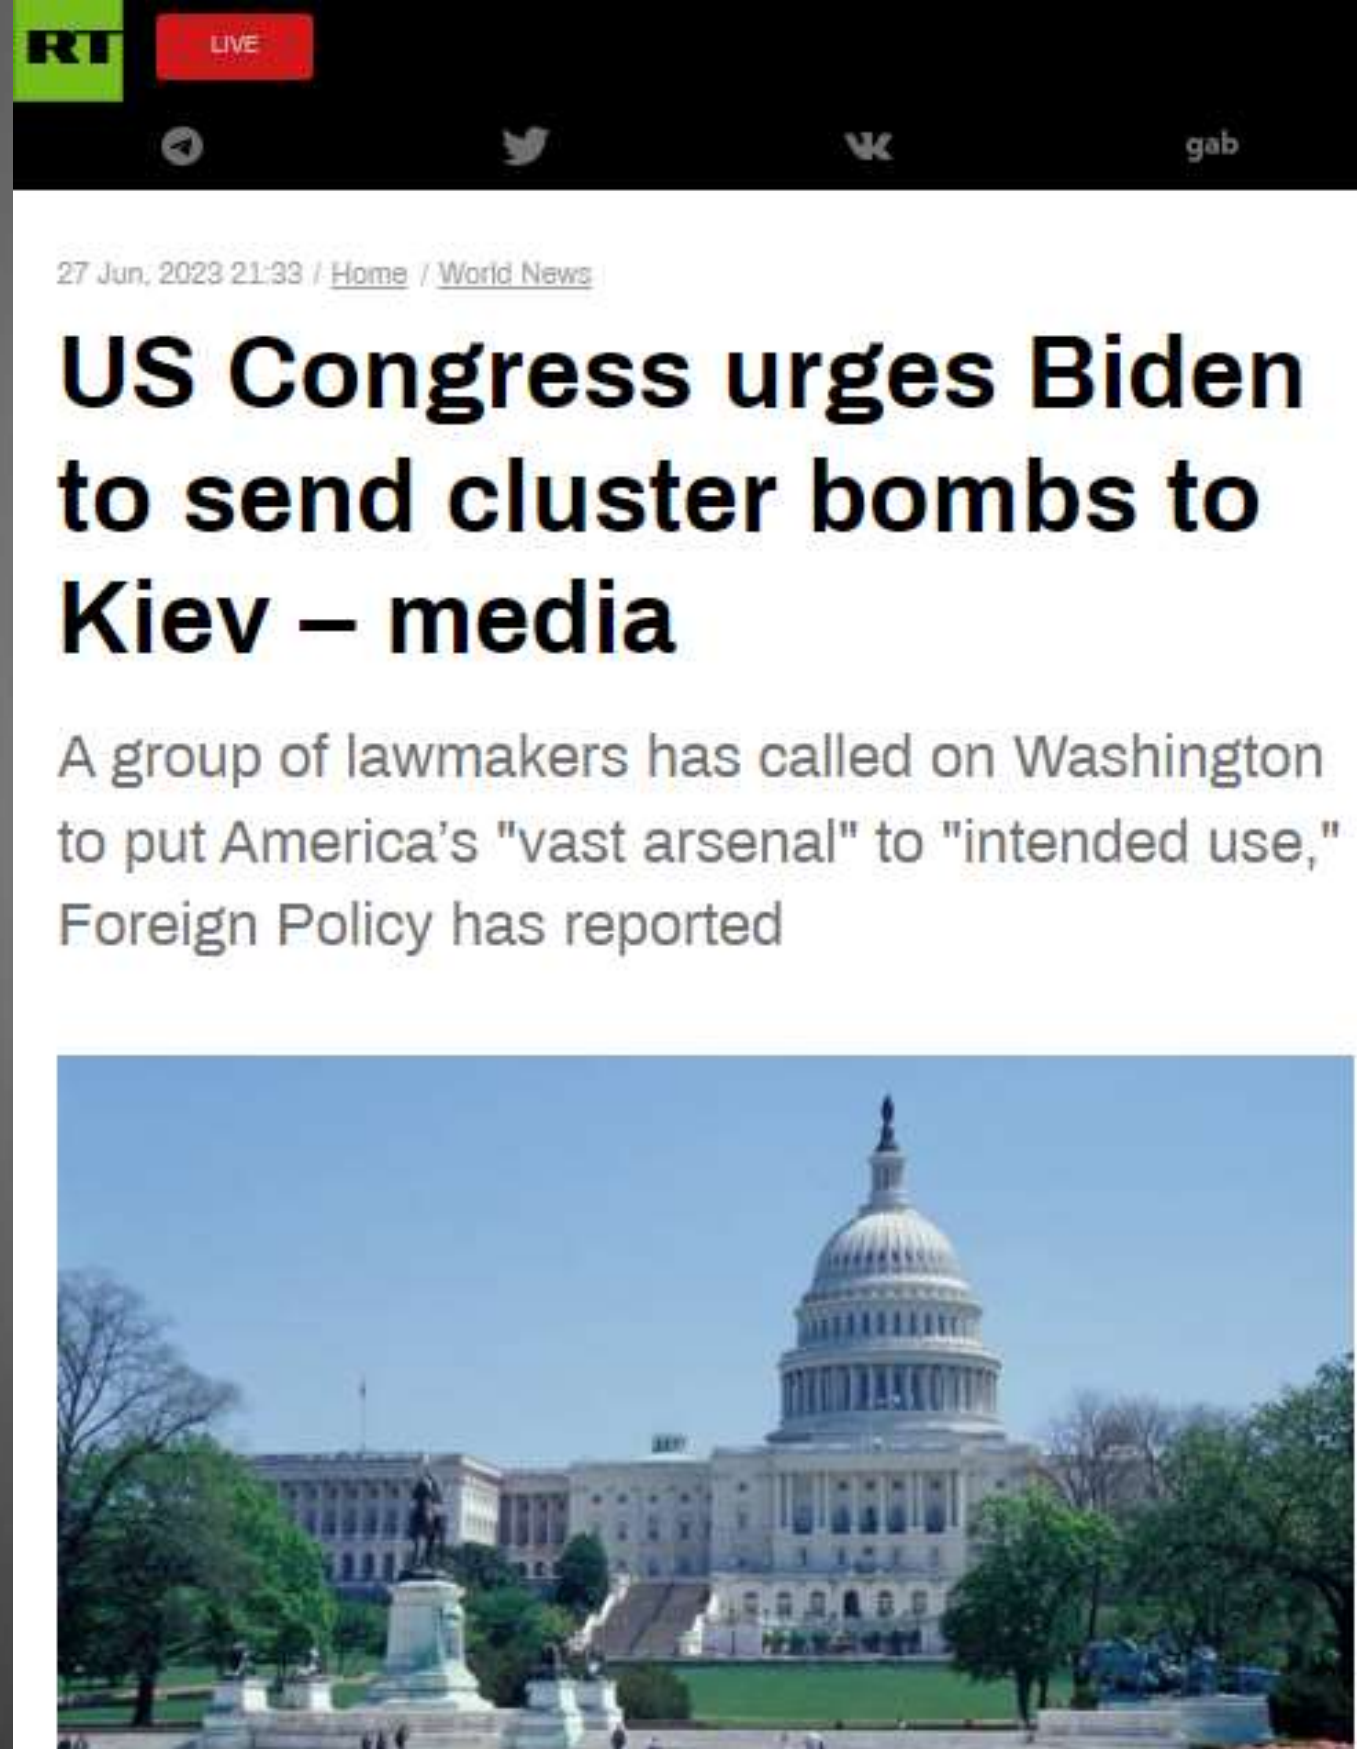 RT
LIVE
gab
27 Jun, 2023 21:33 / Home / World News
US Congress urges Biden
to send cluster bombs to
Kiev – media
A group of lawmakers has called on Washington
to put America’s "vast arsenal" to "intended use,"
Foreign Policy has reported